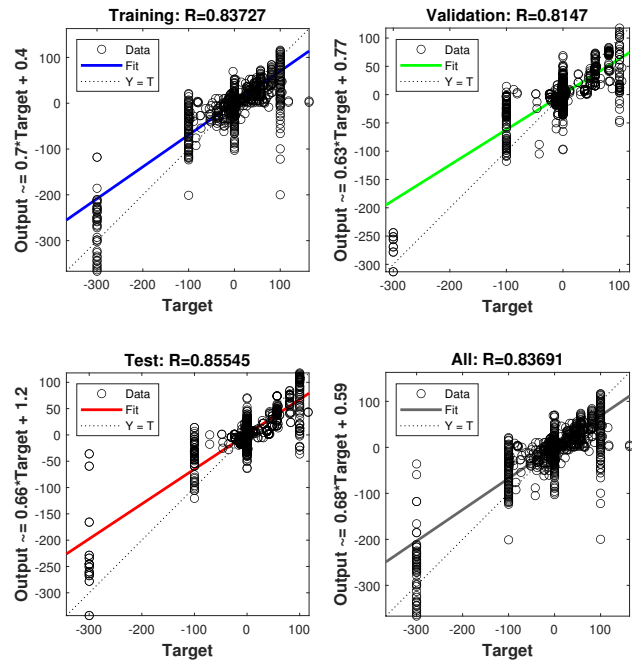 Training: R=0.83727
Output ~= 0.7*Target + 0.4
100
50
0
-50
-100
-150
-200
-250
-300
-350
Data
Fit
Y = T
-300 -200 -100 0 100
Target
Validation: R=0.8147
Output ~= 0.63*Target + 0.77
100
50
0
-50
-100
-150
-200
-250
-300
Data
Fit
Y = T
-300 -200 -100 0 100
Target
Test: R=0.85545
Output ~= 0.66*Target + 1.2
100
50
0
-50
-100
-150
-200
-250
-300
Data
Fit
Y = T
-300 -200 -100 0 100
Target
All: R=0.83691
Output ~= 0.68*Target + 0.59
100
0
-100
-200
-300
Data
Fit
Y = T
-300 -200 -100 0 100
Target